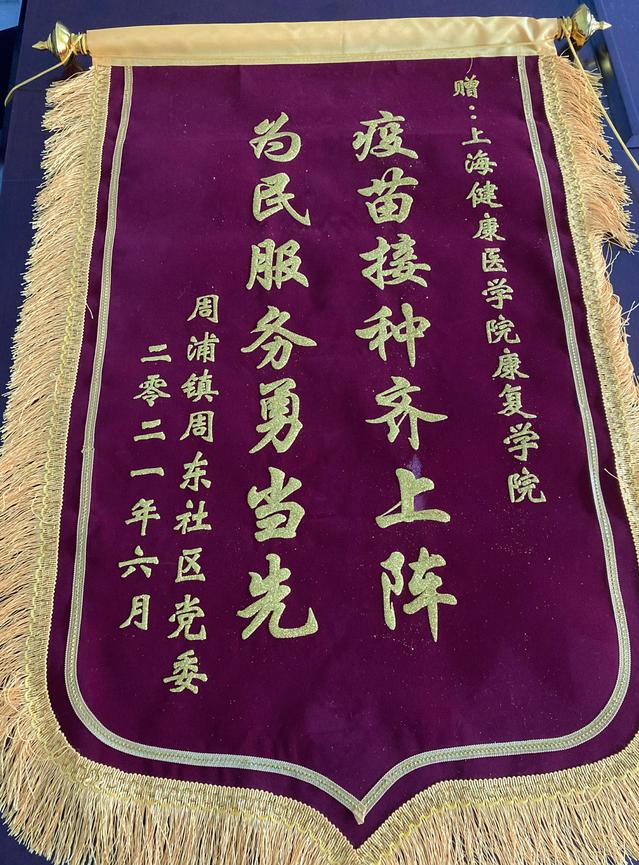 赠：上海健康医学院康复学院
疫苗接种齐上阵
为民服务勇当先
周浦镇周东社区党委
二零二一年六月